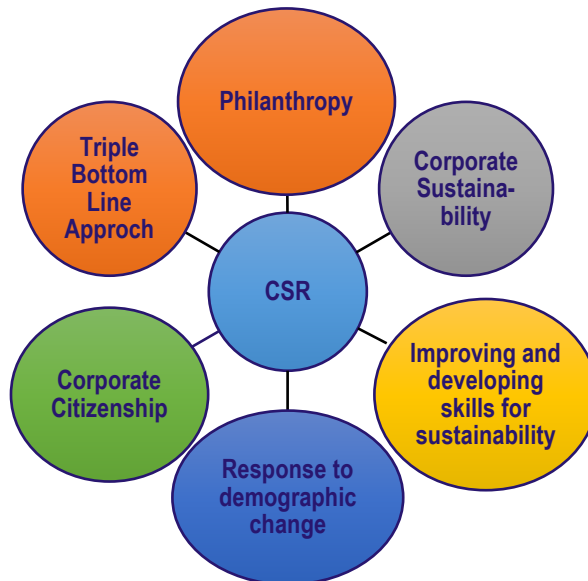 Philanthropy
Triple
Bottom
Line
Approch
Corporate
Sustaina-
bility
CSR
Corporate
Citizenship
Improving and
developing
skills for
sustainability
Response to
demographic
change